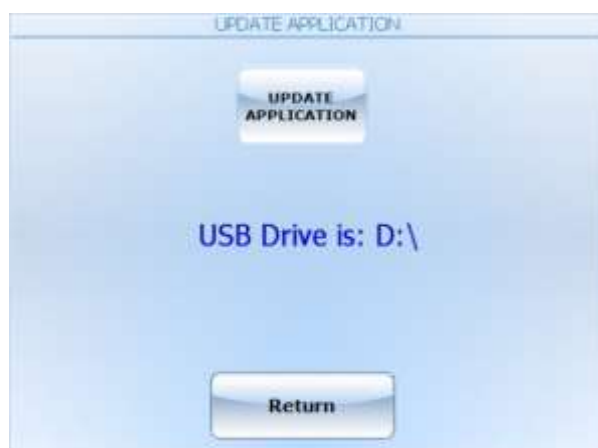 UPDATE APPLICATION
UPDATE
APPLICATION
USB Drive is: D:\
Return